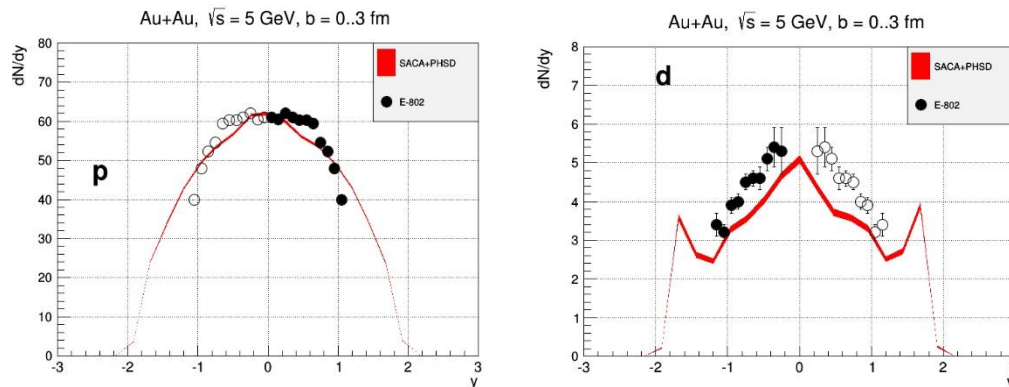 Au+Au, √s = 5 GeV, b = 0..3 fm
dN/dy
80
70
60
50
40
30
20
10
0
-3 -2 -1 0 1 2 3
y
p
SACA+PHSD
E-802
Au+Au, √s = 5 GeV, b = 0..3 fm
dN/dy
8
7
6
5
4
3
2
1
0
-3 -2 -1 0 1 2 3
y
d
SACA+PHSD
E-802